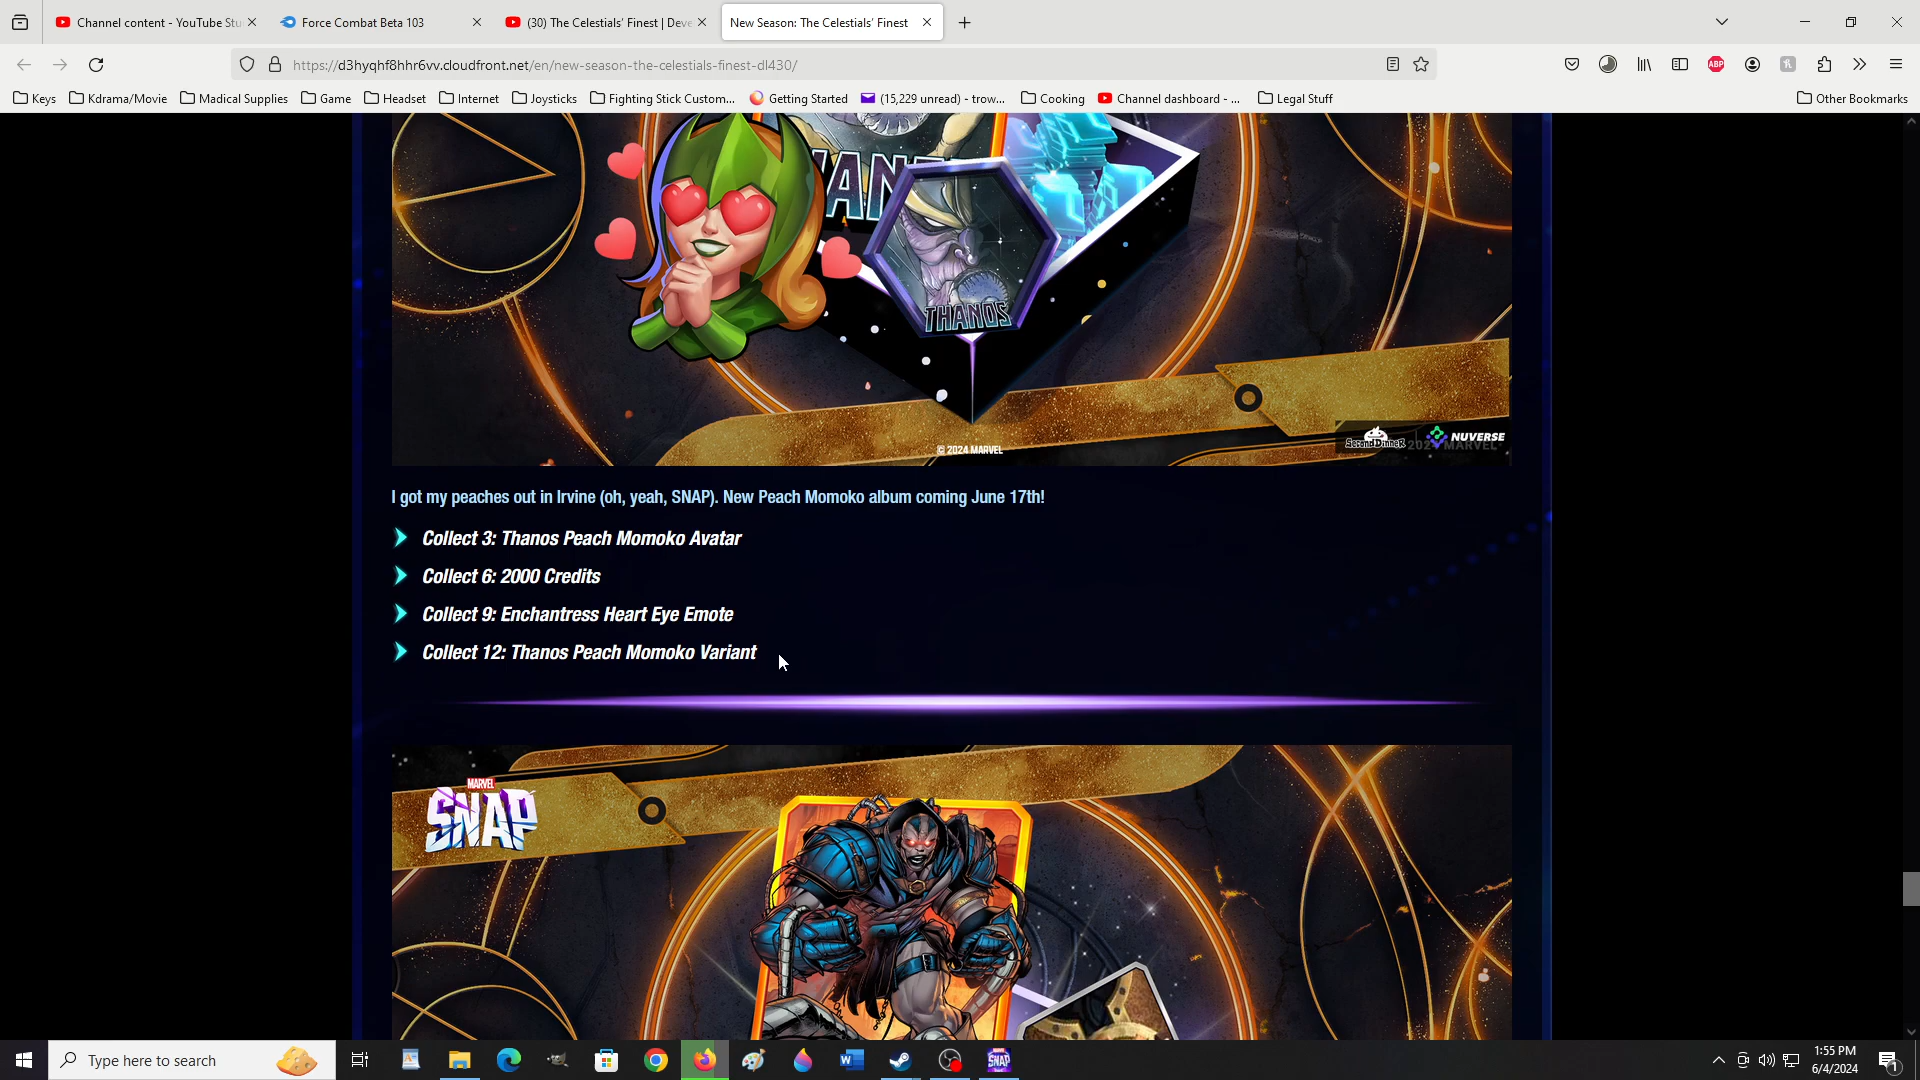 Channel content - YouTube Stu
Force Combat Beta 103
(30) The Celestials' Finest | Deve
New Season: The Celestials' Finest
https://d3hyqhf8hhr6vv.cloudfront.net/en/new-season-the-celestials-finest-dl430/
ABP
Keys
Kdrama/Movie
Madical Supplies
Game
Headset
Internet
Joysticks
Fighting Stick Custom...
Getting Started
(15,229 unread) - trow...
Cooking
Channel dashboard - ...
Legal Stuff
Other Bookmarks
THANOS
© 2024 MARVEL
SECOND DINNER
NUVERSE
I got my peaches out in Irvine (oh, yeah, SNAP). New Peach Momoko album coming June 17th!
Collect 3: Thanos Peach Momoko Avatar
Collect 6: 2000 Credits
Collect 9: Enchantress Heart Eye Emote
Collect 12: Thanos Peach Momoko Variant
MARVEL
SNAP
Type here to search
1:55 PM
6/4/2024
1